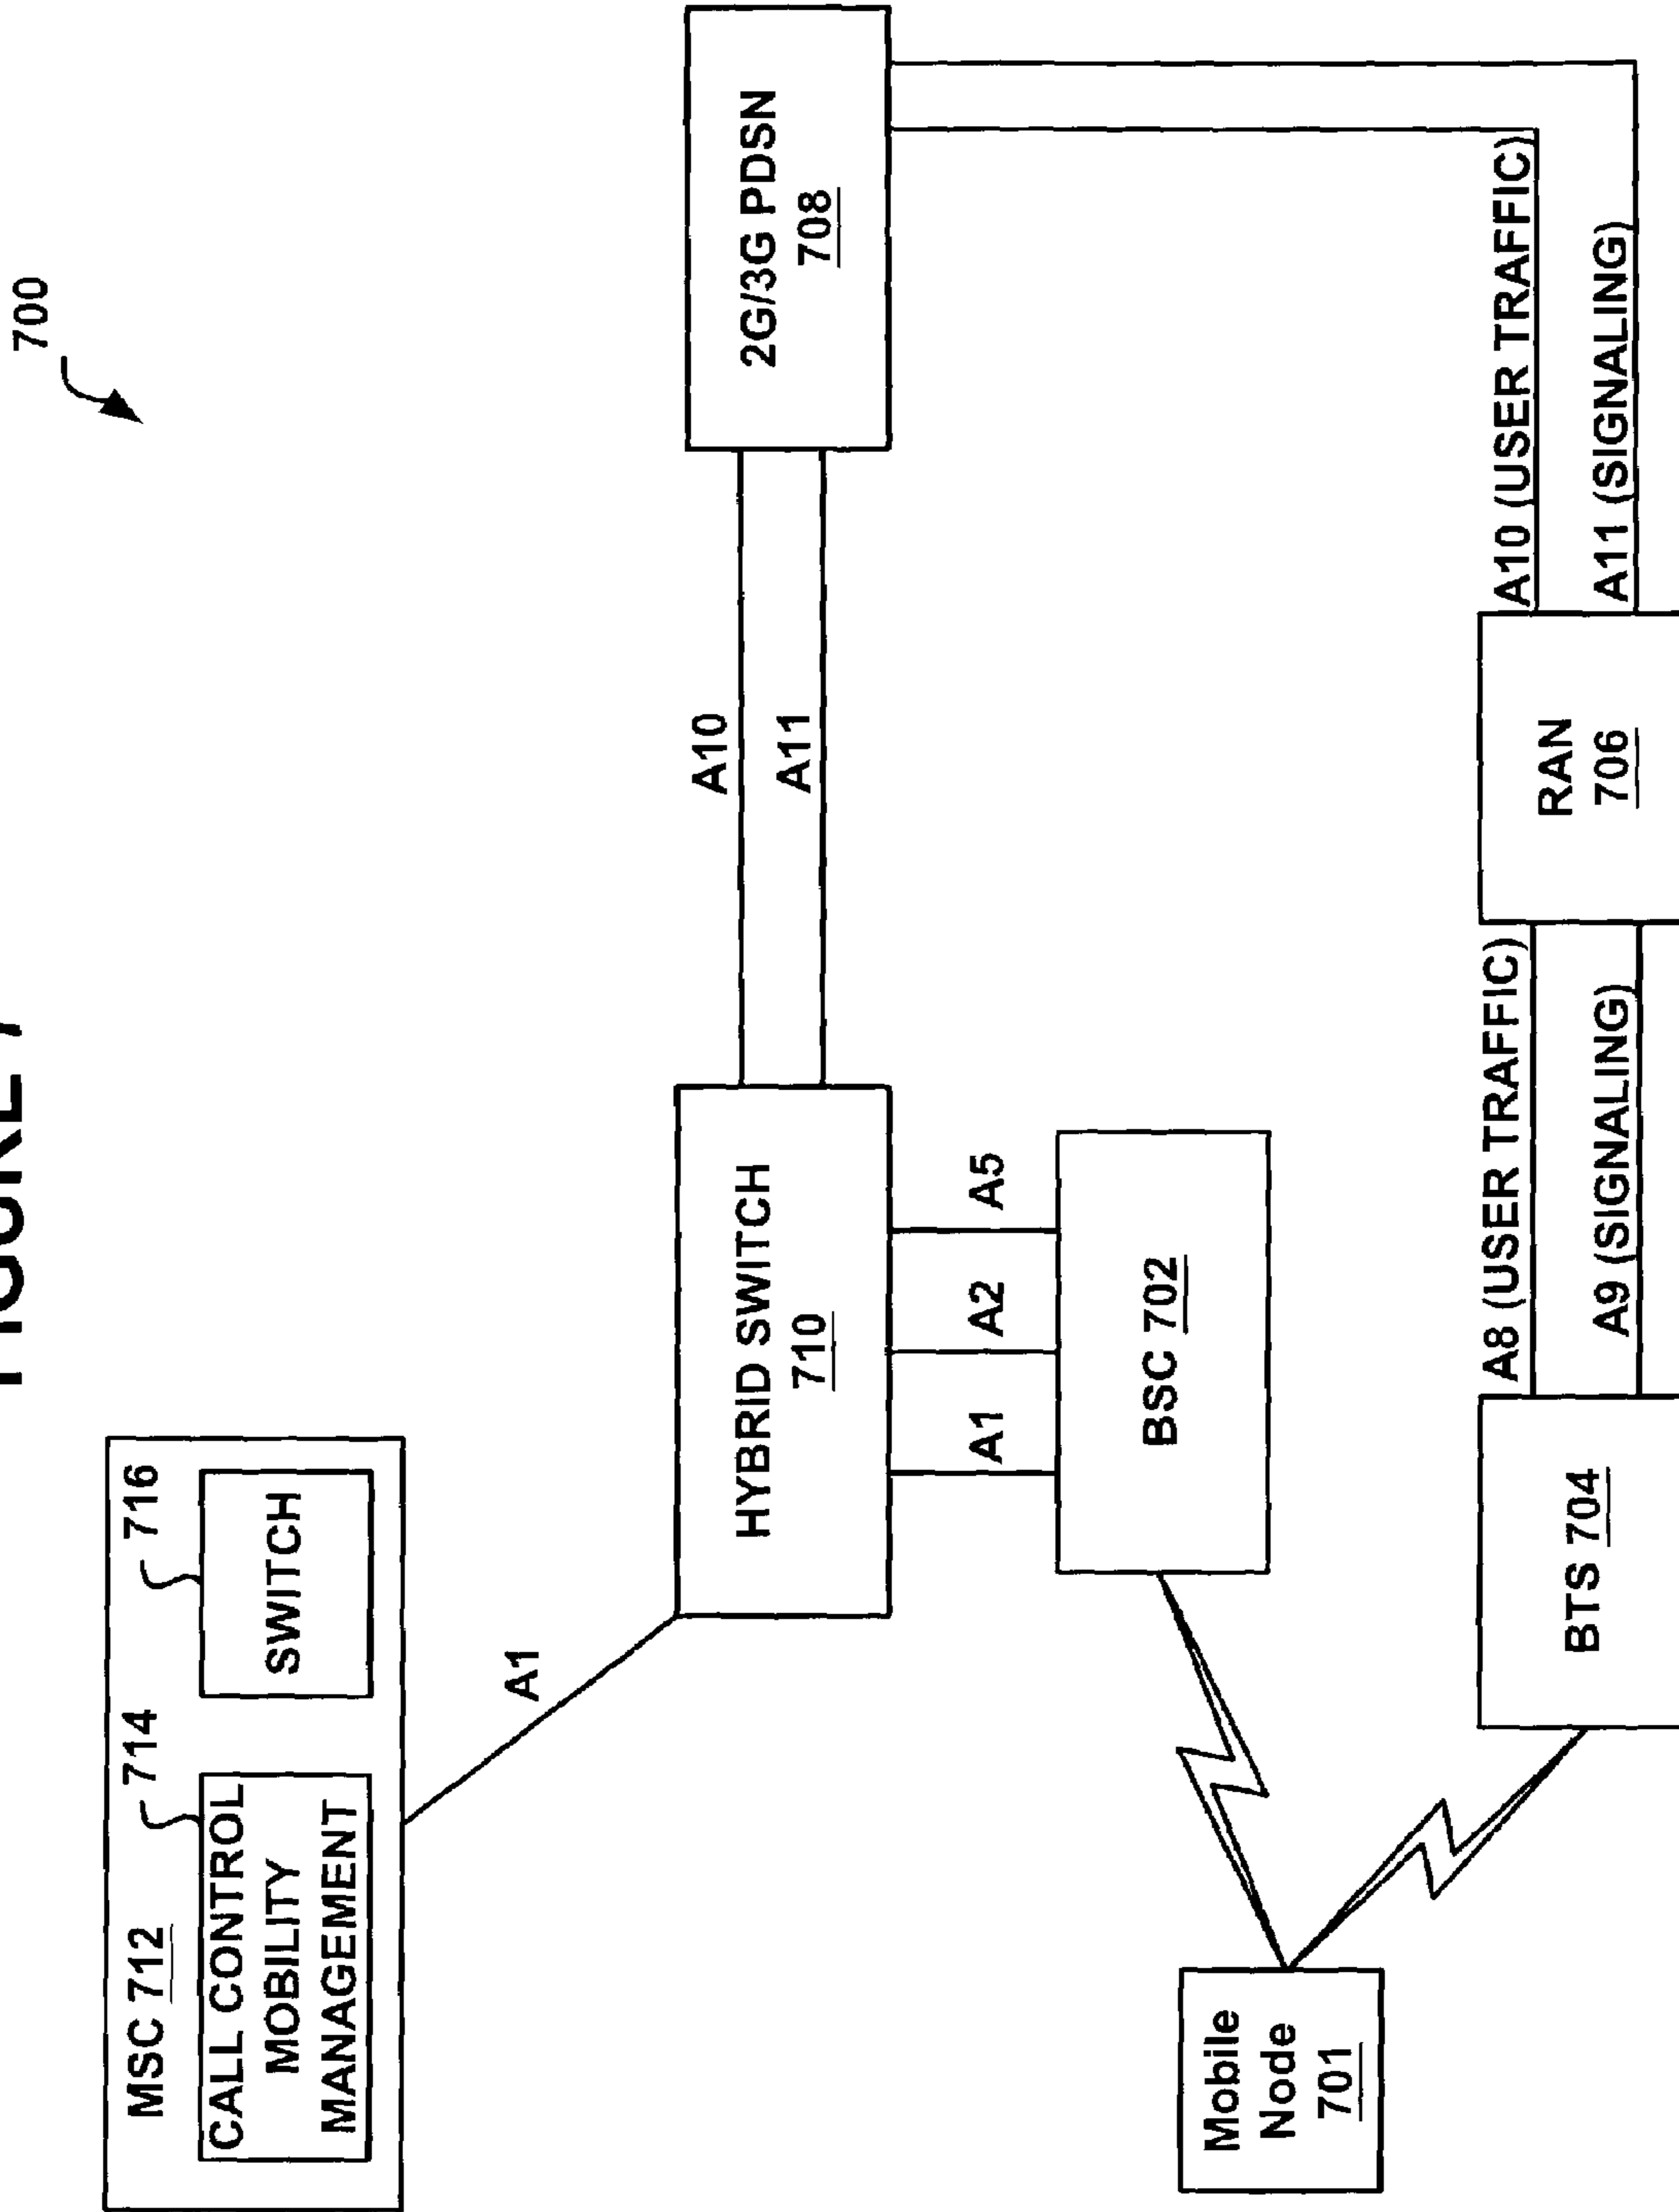 FIGURE 7
700
MSC 712
714
716
CALL CONTROL
MOBILITY
MANAGEMENT
SWITCH
A1
HYBRID SWITCH
710
A10
A11
2G/3G PDSN
708
A1
A2
A5
BSC 702
Mobile
Node
701
BTS 704
A8 (USER TRAFFIC)
A9 (SIGNALING)
RAN
706
A10 (USER TRAFFIC)
A11 (SIGNALING)